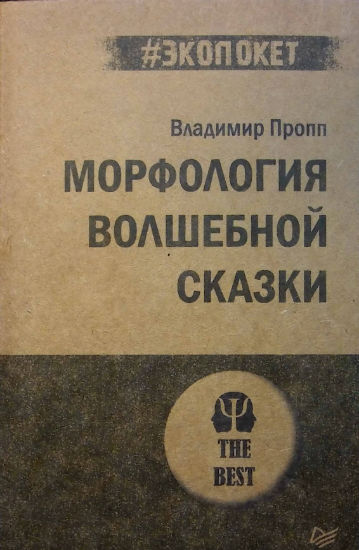 #ЭКОПОКЕТ
Владимир Пропп
МОРФОЛОГИЯ
ВОЛШЕБНОЙ
СКАЗКИ
Ψ
THE
BEST